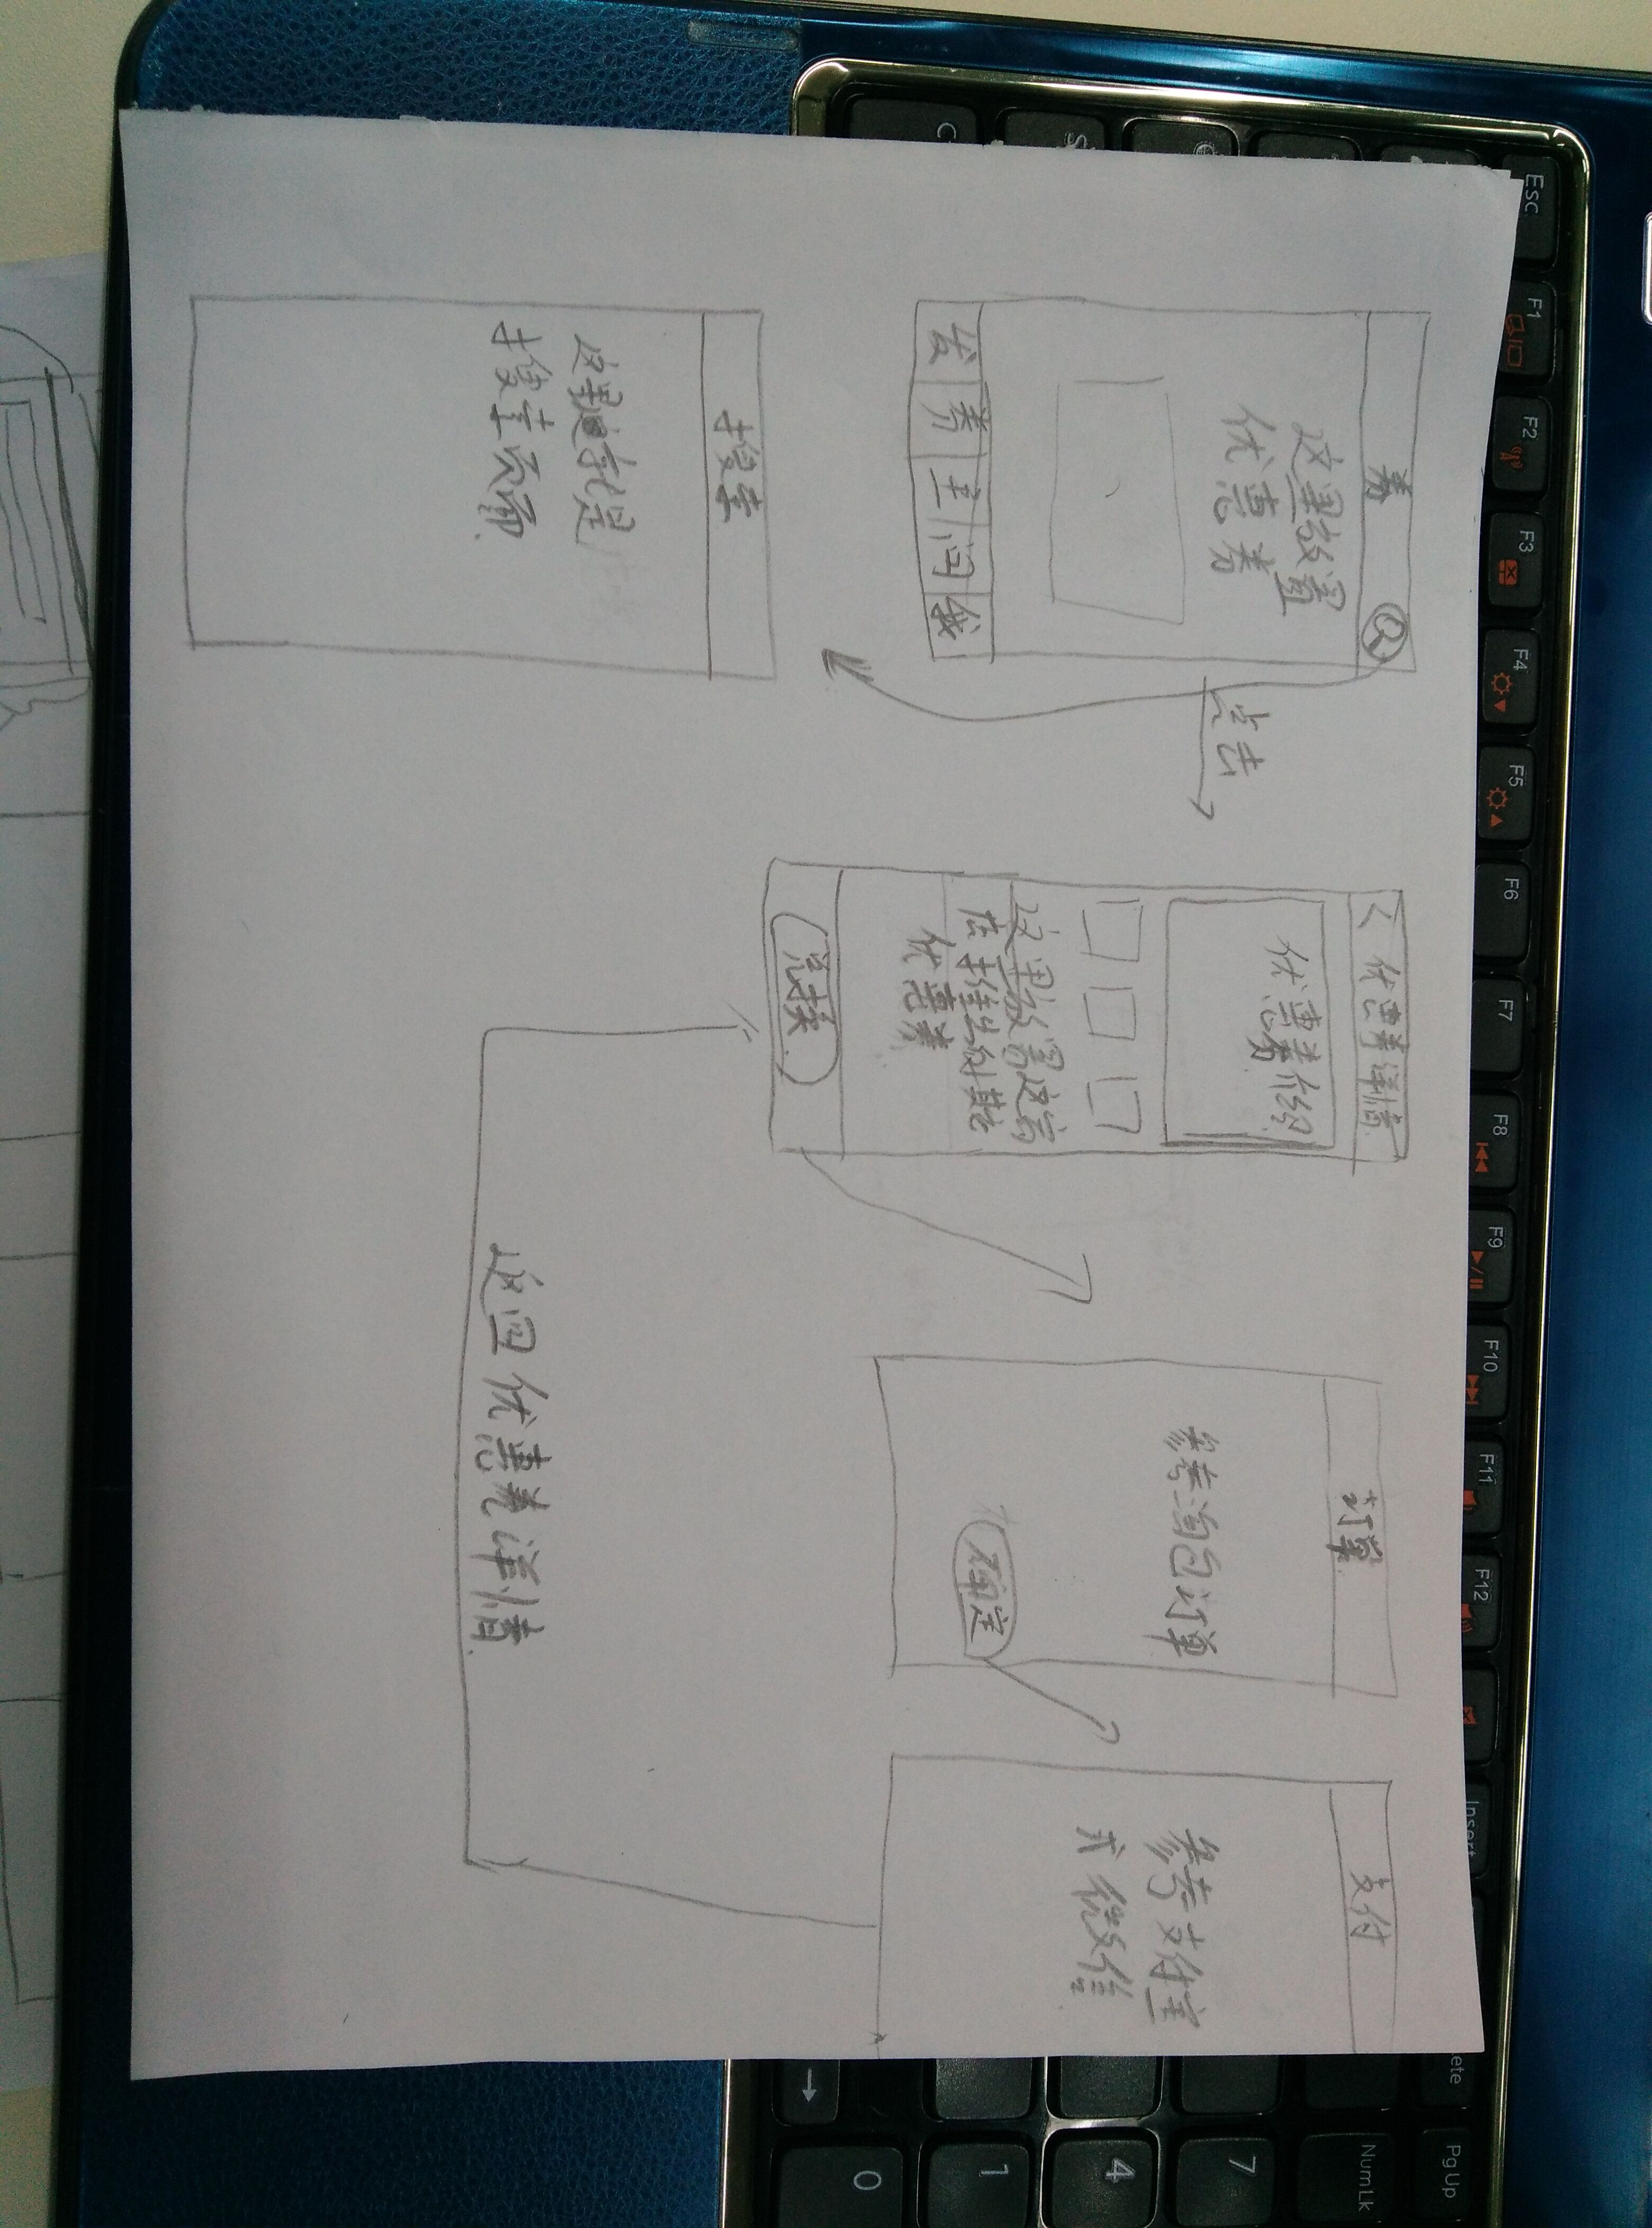 Esc
F1
F2
F3
F4
F5
F6
F7
F8
F9
F10
F11
F12
Insert
ete
Pg Up
Num Lk
7
4
1
0
券
这里放置
优惠券
发 券 主 问 我
点击
优惠券详情
优惠券介绍
这里放置这家
店推出的其它
优惠券
兑换
订单
参考淘包订单
确定
支付
参考支付宝
或微信
搜索
这里就是
搜索页面
返回优惠券详情